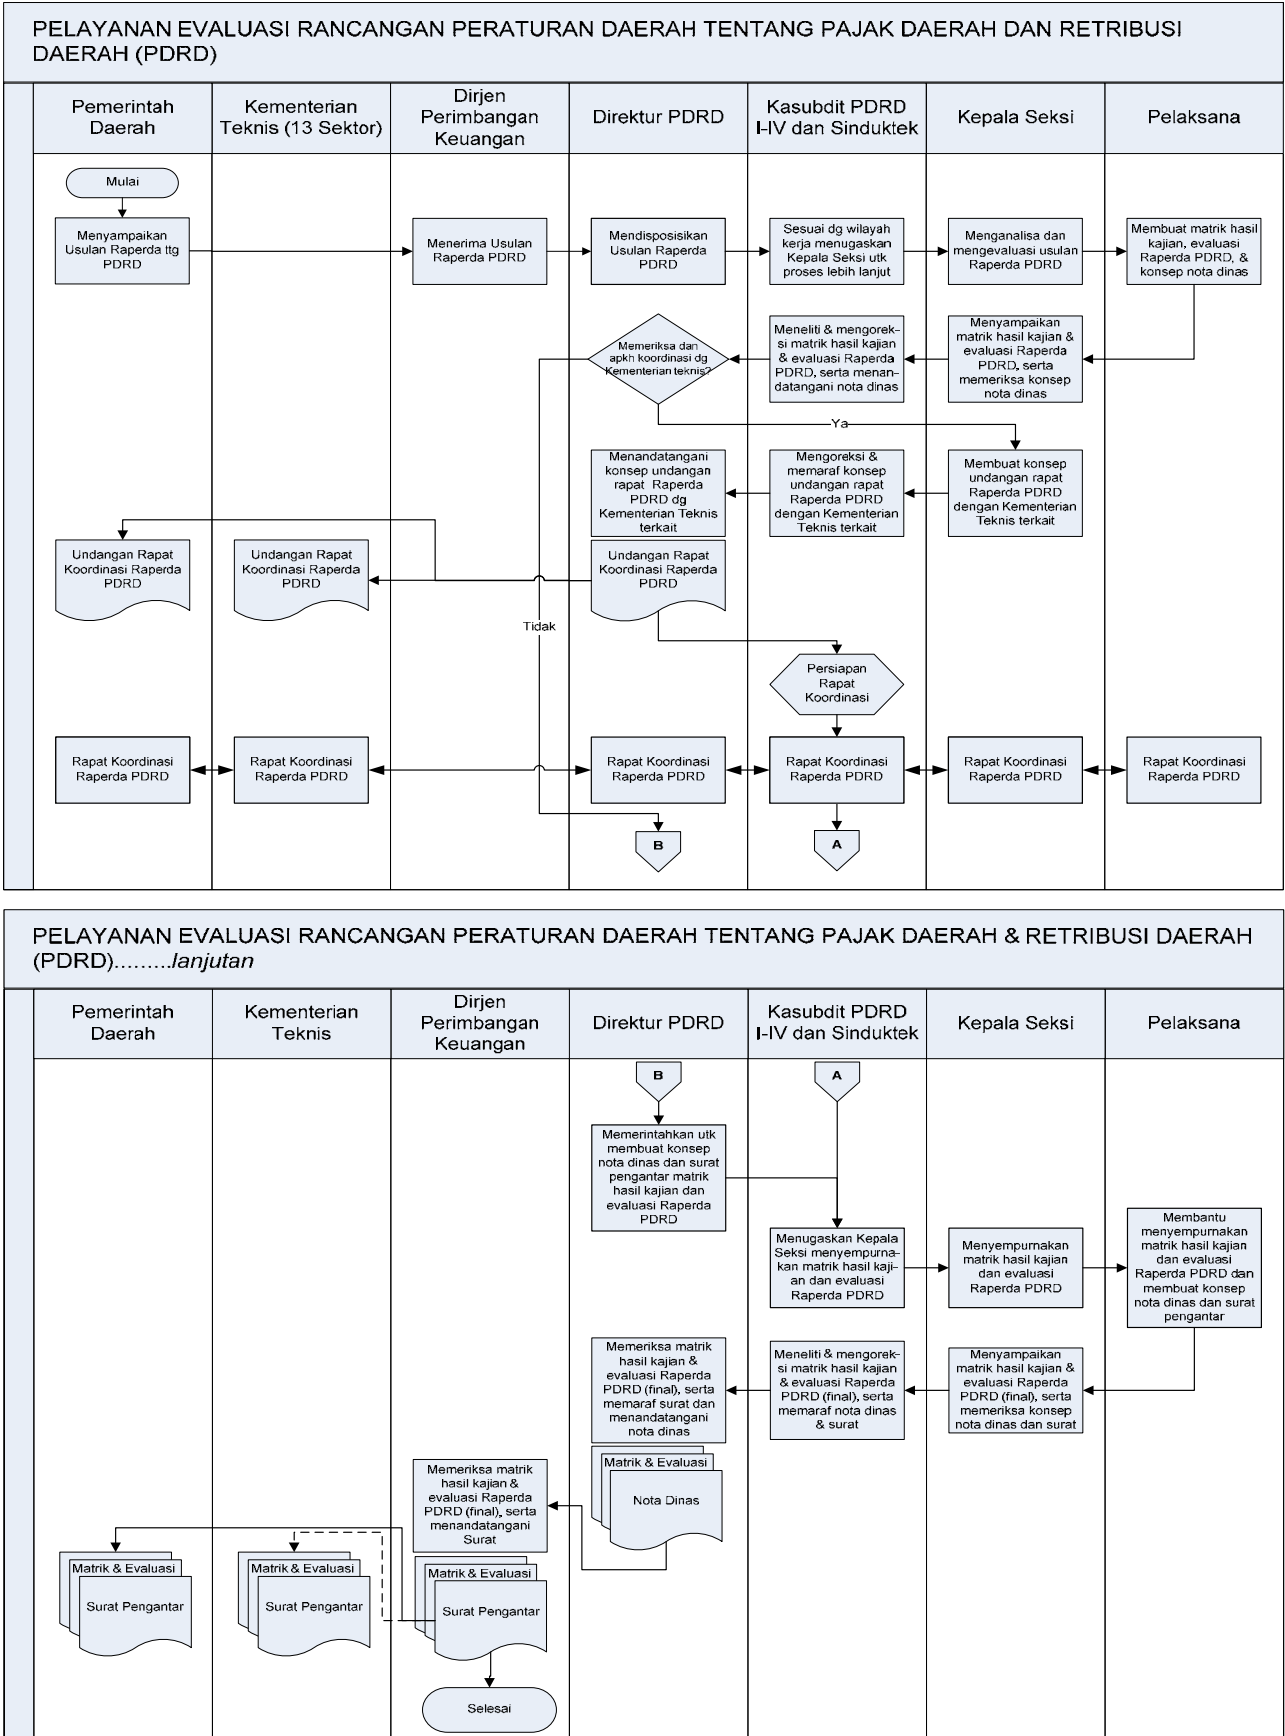 PELAYANAN EVALUASI RANCANGAN PERATURAN DAERAH TENTANG PAJAK DAERAH DAN RETRIBUSI
DAERAH (PDRD)
Pemerintah
Daerah
Kementerian
Teknis (13 Sektor)
Dirjen
Perimbangan
Keuangan
Direktur PDRD
Kasubdit PDRD
I-IV dan Sinduktek
Kepala Seksi
Pelaksana
Mulai
Menyampaikan
Usulan Raperda ttg
PDRD
Menerima Usulan
Raperda PDRD
Mendisposisikan
Usulan Raperda
PDRD
Sesuai dg wilayah
kerja menugaskan
Kepala Seksi utk
proses lebih lanjut
Menganalisa dan
mengevaluasi usulan
Raperda PDRD
Membuat matrik hasil
kajian, evaluasi
Raperda PDRD, &
konsep nota dinas
Memeriksa dan
apkh koordinasi dg
Kementerian teknis?
Meneliti & mengorek-
si matrik hasil kajian
& evaluasi Raperda
PDRD, serta menan-
datangani nota dinas
Menyampaikan
matrik hasil kajian &
evaluasi Raperda
PDRD, serta
memeriksa konsep
nota dinas
Ya
Menandatangani
konsep undangan
rapat Raperda
PDRD dg
Kementerian Teknis
terkait
Mengoreksi &
memaraf konsep
undangan rapat
Raperda PDRD
dengan Kementerian
Teknis terkait
Membuat konsep
undangan rapat
Raperda PDRD
dengan Kementerian
Teknis terkait
Undangan Rapat
Koordinasi Raperda
PDRD
Undangan Rapat
Koordinasi Raperda
PDRD
Undangan Rapat
Koordinasi Raperda
PDRD
Tidak
Persiapan
Rapat
Koordinasi
Rapat Koordinasi
Raperda PDRD
Rapat Koordinasi
Raperda PDRD
Rapat Koordinasi
Raperda PDRD
Rapat Koordinasi
Raperda PDRD
Rapat Koordinasi
Raperda PDRD
Rapat Koordinasi
Raperda PDRD
B
A
PELAYANAN EVALUASI RANCANGAN PERATURAN DAERAH TENTANG PAJAK DAERAH & RETRIBUSI DAERAH
(PDRD).........lanjutan
Pemerintah
Daerah
Kementerian
Teknis
Dirjen
Perimbangan
Keuangan
Direktur PDRD
Kasubdit PDRD
I-IV dan Sinduktek
Kepala Seksi
Pelaksana
B
A
Memerintahkan utk
membuat konsep
nota dinas dan surat
pengantar matrik
hasil kajian dan
evaluasi Raperda
PDRD
Menugaskan Kepala
Seksi menyempurna-
kan matrik hasil kaji-
an dan evaluasi
Raperda PDRD
Menyempurnakan
matrik hasil kajian
dan evaluasi
Raperda PDRD
Membantu
menyempurnakan
matrik hasil kajian
dan evaluasi
Raperda PDRD dan
membuat konsep
nota dinas dan surat
pengantar
Memeriksa matrik
hasil kajian &
evaluasi Raperda
PDRD (final), serta
memaraf surat dan
menandatangani
nota dinas
Meneliti & mengorek-
si matrik hasil kajian
& evaluasi Raperda
PDRD (final), serta
memaraf nota dinas
& surat
Menyampaikan
matrik hasil kajian &
evaluasi Raperda
PDRD (final), serta
memeriksa konsep
nota dinas dan surat
Matrik & Evaluasi
Nota Dinas
Memeriksa matrik
hasil kajian &
evaluasi Raperda
PDRD (final), serta
menandatangani
Surat
Matrik & Evaluasi
Surat Pengantar
Matrik & Evaluasi
Surat Pengantar
Matrik & Evaluasi
Surat Pengantar
Selesai